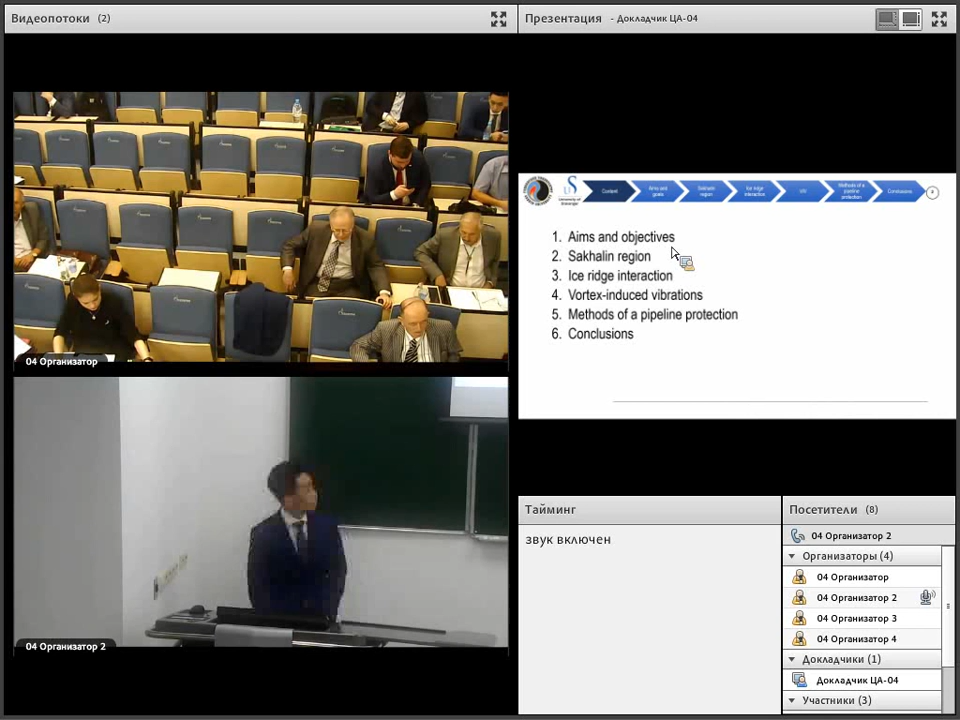 Видеопотоки (2)
Презентация - Докладчик ЦА-04
04 Организатор
04 Организатор 2
Content
Aims and goals
Sakhalin region
Ice ridge interaction
VIV
Methods of a pipeline protection
Conclusions
1. Aims and objectives
2. Sakhalin region
3. Ice ridge interaction
4. Vortex-induced vibrations
5. Methods of a pipeline protection
6. Conclusions
Тайминг
звук включен
Посетители (8)
04 Организатор 2
Организаторы (4)
04 Организатор
04 Организатор 2
04 Организатор 3
04 Организатор 4
Докладчики (1)
Докладчик ЦА-04
Участники (3)